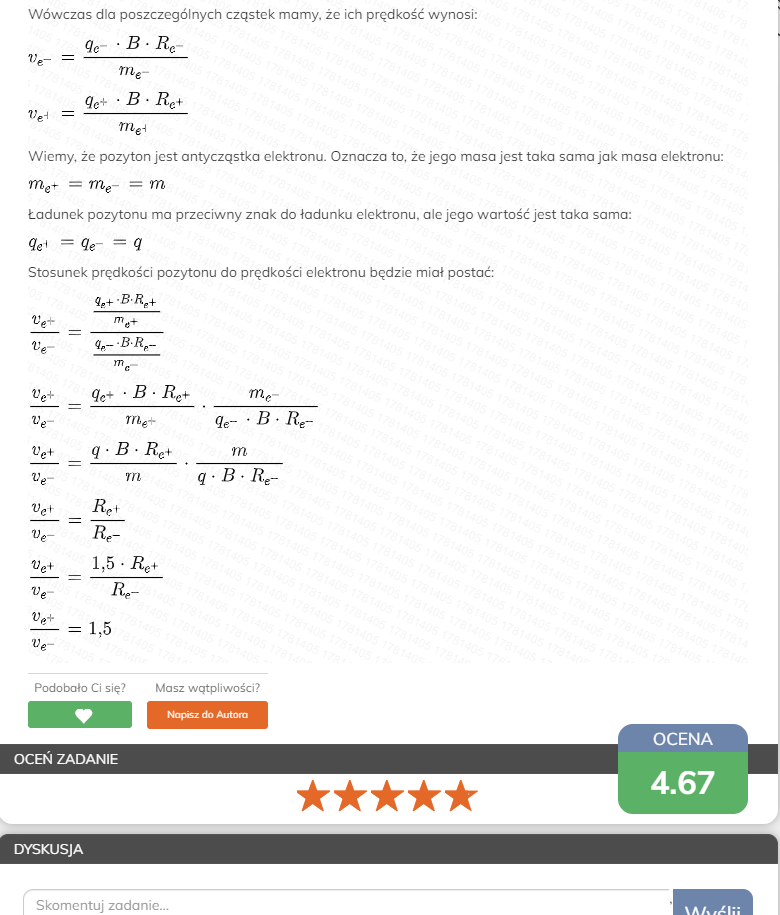 Wówczas dla poszczególnych cząstek mamy, że ich prędkość wynosi:
v_{e^-} = \frac{q_{e^-} \cdot B \cdot R_{e^-}}{m_{e^-}}
v_{e^+} = \frac{q_{e^+} \cdot B \cdot R_{e^+}}{m_{e^+}}
Wiemy, że pozyton jest antycząstka elektronu. Oznacza to, że jego masa jest taka sama jak masa elektronu:
m_{e^+} = m_{e^-} = m
Ładunek pozytonu ma przeciwny znak do ładunku elektronu, ale jego wartość jest taka sama:
q_{e^+} = q_{e^-} = q
Stosunek prędkości pozytonu do prędkości elektronu będzie miał postać:
\frac{v_{e^+}}{v_{e^-}} = \frac{\frac{q_{e^+} \cdot B \cdot R_{e^+}}{m_{e^+}}}{\frac{q_{e^-} \cdot B \cdot R_{e^-}}{m_{e^-}}}
\frac{v_{e^+}}{v_{e^-}} = \frac{q_{e^+} \cdot B \cdot R_{e^+}}{m_{e^+}} \cdot \frac{m_{e^-}}{q_{e^-} \cdot B \cdot R_{e^-}}
\frac{v_{e^+}}{v_{e^-}} = \frac{q \cdot B \cdot R_{e^+}}{m} \cdot \frac{m}{q \cdot B \cdot R_{e^-}}
\frac{v_{e^+}}{v_{e^-}} = \frac{R_{e^+}}{R_{e^-}}
\frac{v_{e^+}}{v_{e^-}} = \frac{1,5 \cdot R_{e^+}}{R_{e^-}}
\frac{v_{e^+}}{v_{e^-}} = 1,5
Podobało Ci się? Masz wątpliwości?
Napisz do Autora
OCENA
OCEŃ ZADANIE
4.67
DYSKUSJA
Skomentuj zadanie...
Wyślij